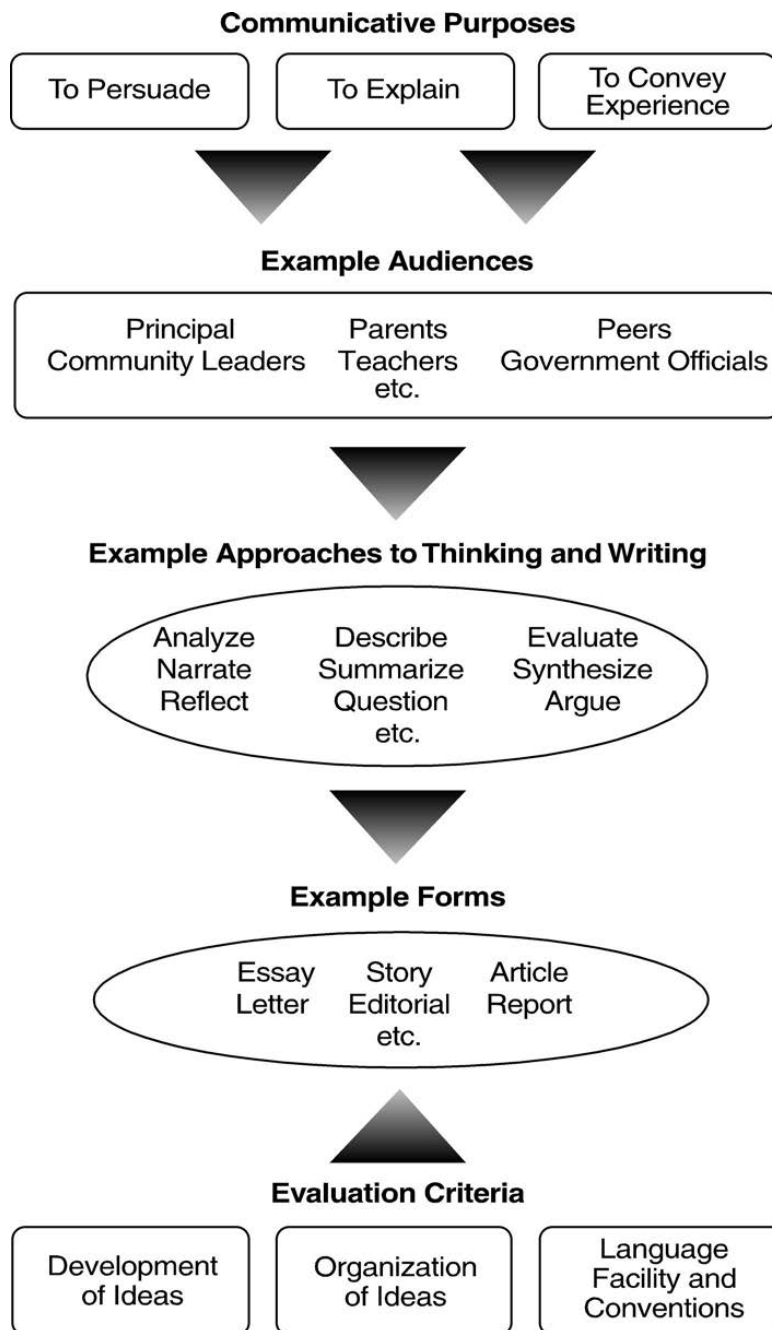 Communicative Purposes
To Persuade
To Explain
To Convey
Experience
Example Audiences
Principal Parents Peers
Community Leaders Teachers Government Officials
etc.
Example Approaches to Thinking and Writing
Analyze Describe Evaluate
Narrate Summarize Synthesize
Reflect Question Argue
etc.
Example Forms
Essay Story Article
Letter Editorial Report
etc.
Evaluation Criteria
Development
of Ideas
Organization
of Ideas
Language
Facility and
Conventions